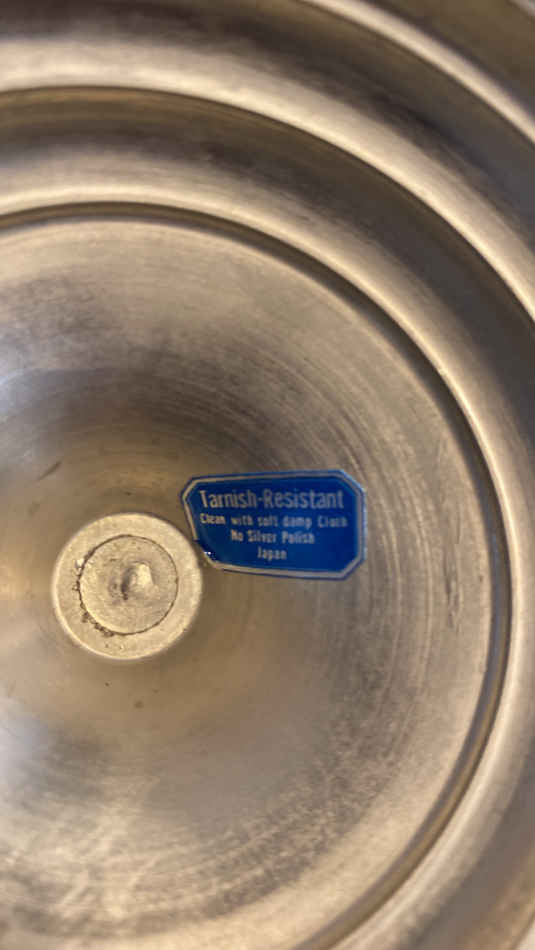 Tarnish-Resistant
Clean with soft damp Cloth
No Silver Polish
Japan